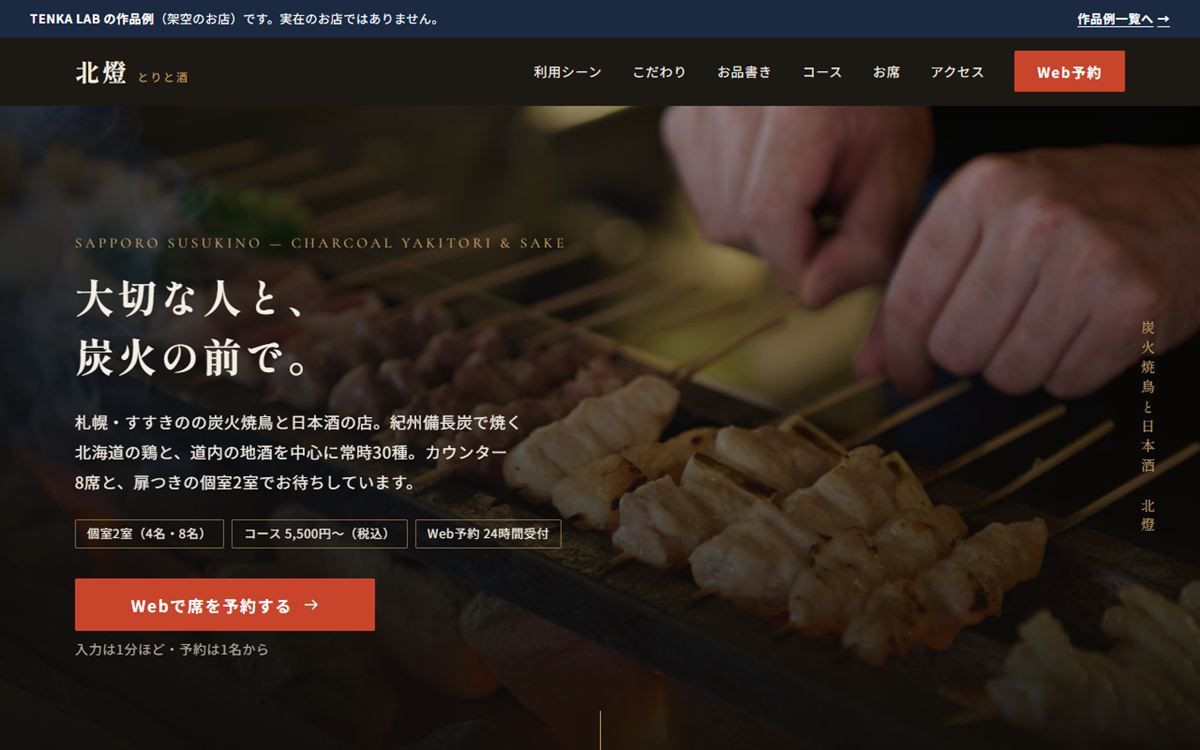 TENKA LAB の作品例（架空のお店）です。実在のお店ではありません。
作品例一覧へ →
北燈 とりと酒
利用シーン
こだわり
お品書き
コース
お席
アクセス
Web予約
SAPPORO SUSUKINO — CHARCOAL YAKITORI & SAKE
大切な人と、
炭火の前で。
札幌・すすきのの炭火焼鳥と日本酒の店。紀州備長炭で焼く
北海道の鶏と、道内の地酒を中心に常時30種。カウンター
8席と、扉つきの個室2室でお待ちしています。
個室2室（4名・8名）
コース 5,500円〜（税込）
Web予約 24時間受付
Webで席を予約する →
入力は1分ほど・予約は1名から
炭火焼鳥と日本酒　北燈